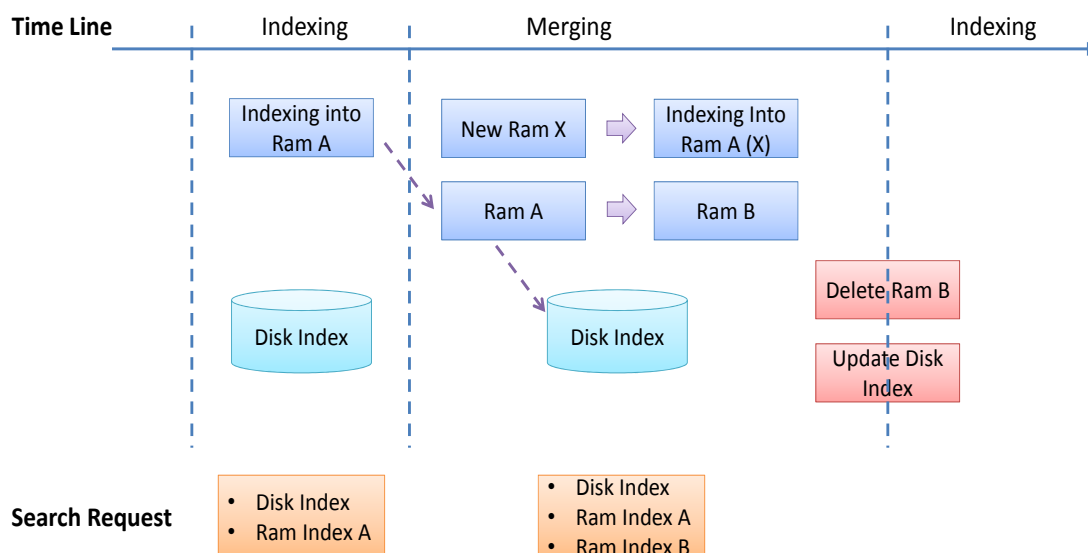 Time Line
Indexing
Merging
Indexing
Indexing into
Ram A
New Ram X
Indexing Into
Ram A (X)
Ram A
Ram B
Delete Ram B
Disk Index
Disk Index
Update Disk
Index
Search Request
• Disk Index
• Ram Index A
• Disk Index
• Ram Index A
• Ram Index B